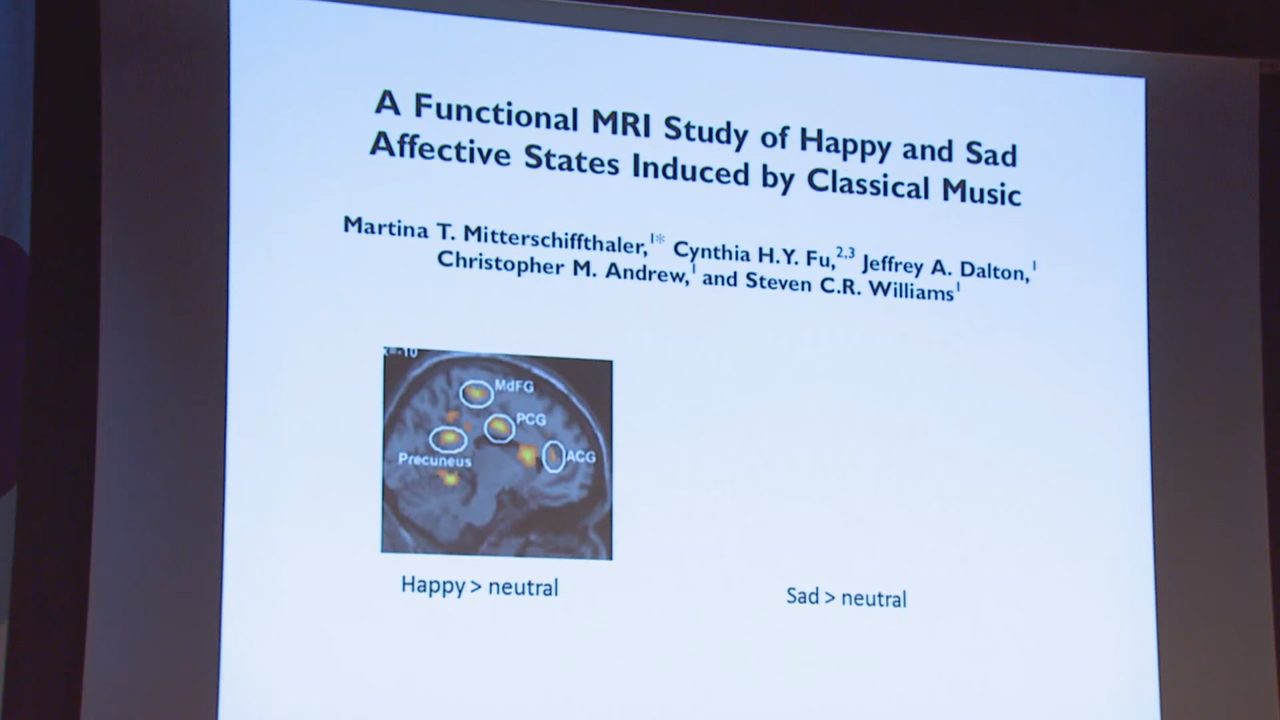 A Functional MRI Study of Happy and Sad
Affective States Induced by Classical Music
Martina T. Mitterschiffthaler,1* Cynthia H.Y. Fu,2,3 Jeffrey A. Dalton,1
Christopher M. Andrew,1 and Steven C.R. Williams1
x=-10
MdFG
PCG
Precuneus
ACG
Happy > neutral
Sad > neutral